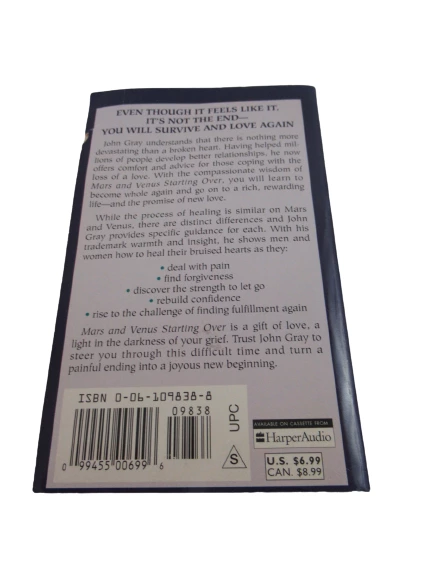 EVEN THOUGH IT FEELS LIKE IT,
IT'S NOT THE END—
YOU WILL SURVIVE AND LOVE AGAIN
John Gray understands that there is nothing more
devastating than a broken heart. Having helped mil-
lions of people develop better relationships, he now
offers comfort and advice for those coping with the
loss of a love. With the compassionate wisdom of
Mars and Venus Starting Over, you will learn to
become whole again and go on to a rich, rewarding
life—and the promise of new love.
While the process of healing is similar on Mars
and Venus, there are distinct differences and John
Gray provides specific guidance for each. With his
trademark warmth and insight, he shows men and
women how to heal their bruised hearts as they:
• deal with pain
• find forgiveness
• discover the strength to let go
• rebuild confidence
• rise to the challenge of finding fulfillment again
Mars and Venus Starting Over is a gift of love, a
light in the darkness of your grief. Trust John Gray to
steer you through this difficult time and turn a
painful ending into a joyous new beginning.
ISBN 0-06-109838-8
09838
UPC
S
0 99455 00699 6
AVAILABLE ON CASSETTE FROM
HarperAudio
U.S. $6.99
CAN. $8.99